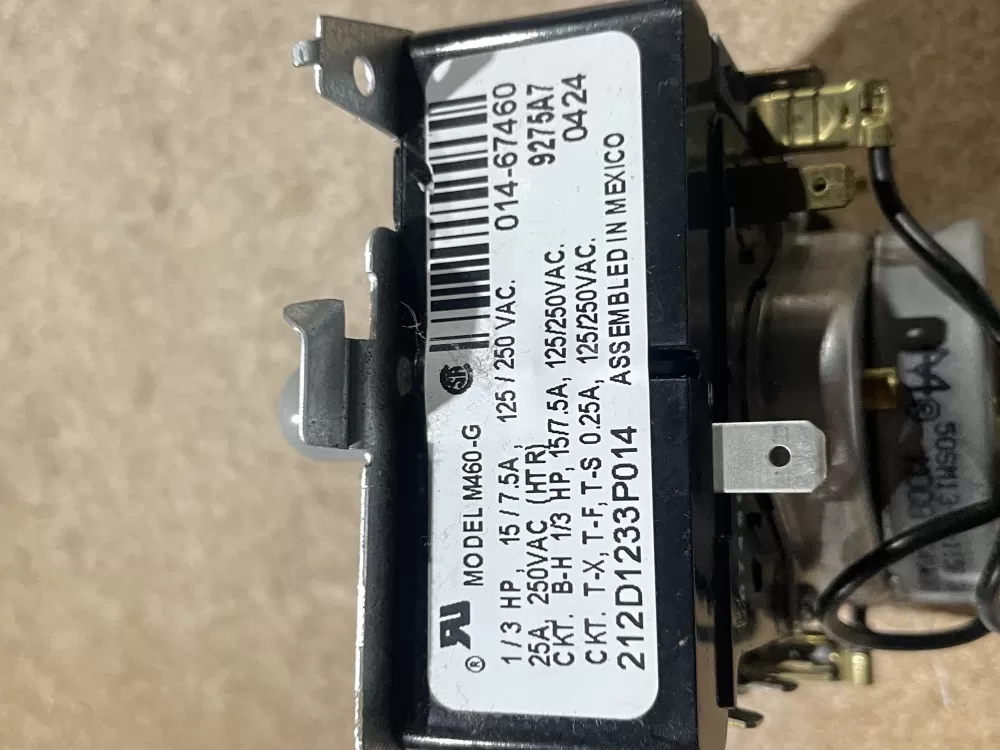 MODEL M460-G
1/3 HP, 15/7.5A, 125/250 VAC. 014-67460
25A, 250VAC (HTR) 9275A7
CKT. B-H 1/3 HP, 15/7.5A, 125/250VAC. 0424
CKT. T-X, T-F, T-S 0.25A, 125/250VAC.
212D1233P014 ASSEMBLED IN MEXICO